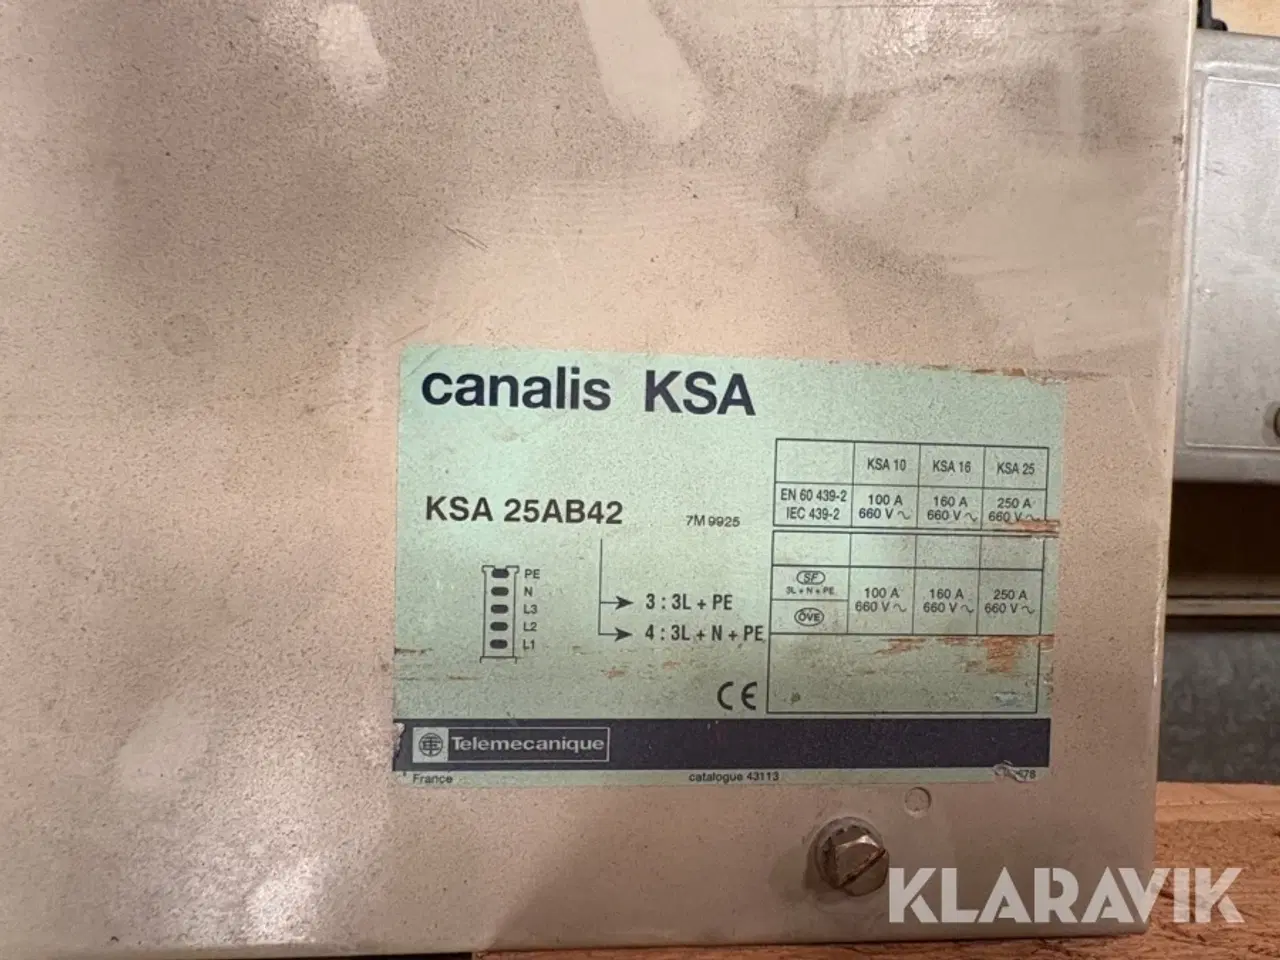 canalis KSA
KSA 25AB42
7M 9925
KSA 10 KSA 16 KSA 25
EN 60 439-2
IEC 439-2
100 A 160 A 250 A
660 V ~ 660 V ~ 660 V ~
SF
3L + N + PE
ÖVE
100 A 160 A 250 A
660 V ~ 660 V ~ 660 V ~
PE
N
L3
L2
L1
3 : 3L + PE
4 : 3L + N + PE
CE
Telemecanique
France
catalogue 43113
KLARAVIK